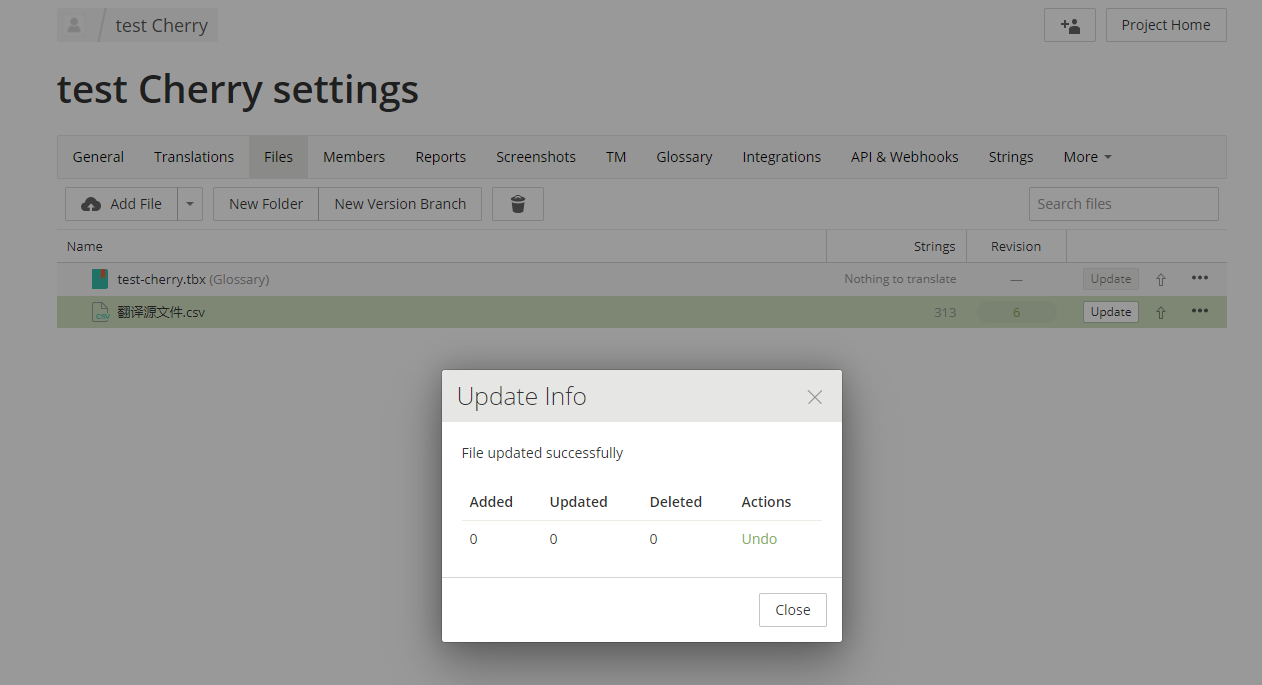 test Cherry
Project Home
test Cherry settings
General Translations Files Members Reports Screenshots TM Glossary Integrations API & Webhooks Strings More
Add File New Folder New Version Branch Search files
Name Strings Revision
test-cherry.tbx (Glossary) Nothing to translate — Update
CSV 翻译源文件.csv 313 6 Update
Update Info
File updated successfully
Added Updated Deleted Actions
0 0 0 Undo
Close